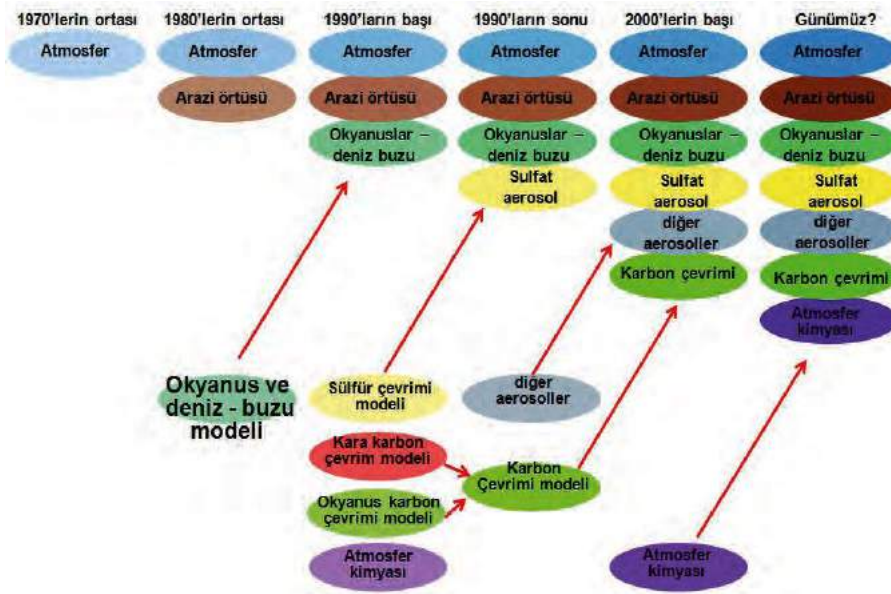 1970'lerin ortası
1980'lerin ortası
1990'ların başı
1990'ların sonu
2000'lerin başı
Günümüz?
Atmosfer
Atmosfer
Atmosfer
Atmosfer
Atmosfer
Atmosfer
Arazi örtüsü
Arazi örtüsü
Arazi örtüsü
Arazi örtüsü
Arazi örtüsü
Okyanuslar –
deniz buzu
Okyanuslar –
deniz buzu
Okyanuslar –
deniz buzu
Okyanuslar –
deniz buzu
Sulfat
aerosol
Sulfat
aerosol
Sulfat
aerosol
diğer
aerosoller
diğer
aerosoller
Karbon çevrimi
Karbon çevrimi
Atmosfer
kimyası
Okyanus ve
deniz - buzu
modeli
Sülfür çevrimi
modeli
diğer
aerosoller
Kara karbon
çevrim modeli
Karbon
Çevrimi modeli
Okyanus karbon
çevrimi modeli
Atmosfer
kimyası
Atmosfer
kimyası